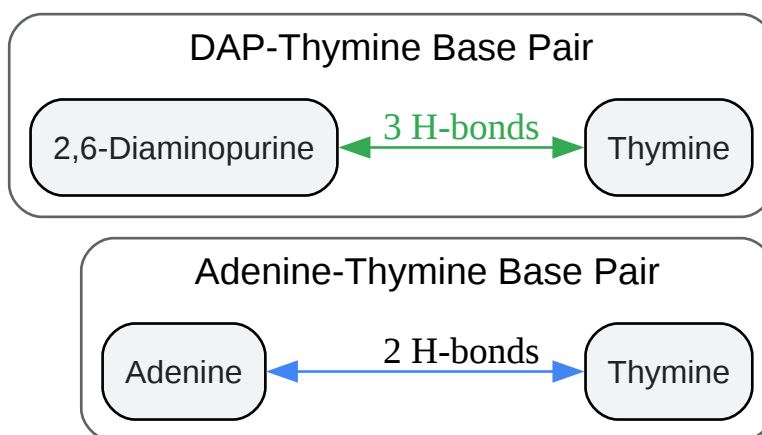 DAP-Thymine Base Pair
2,6-Diaminopurine
3 H-bonds
Thymine
Adenine-Thymine Base Pair
Adenine
2 H-bonds
Thymine